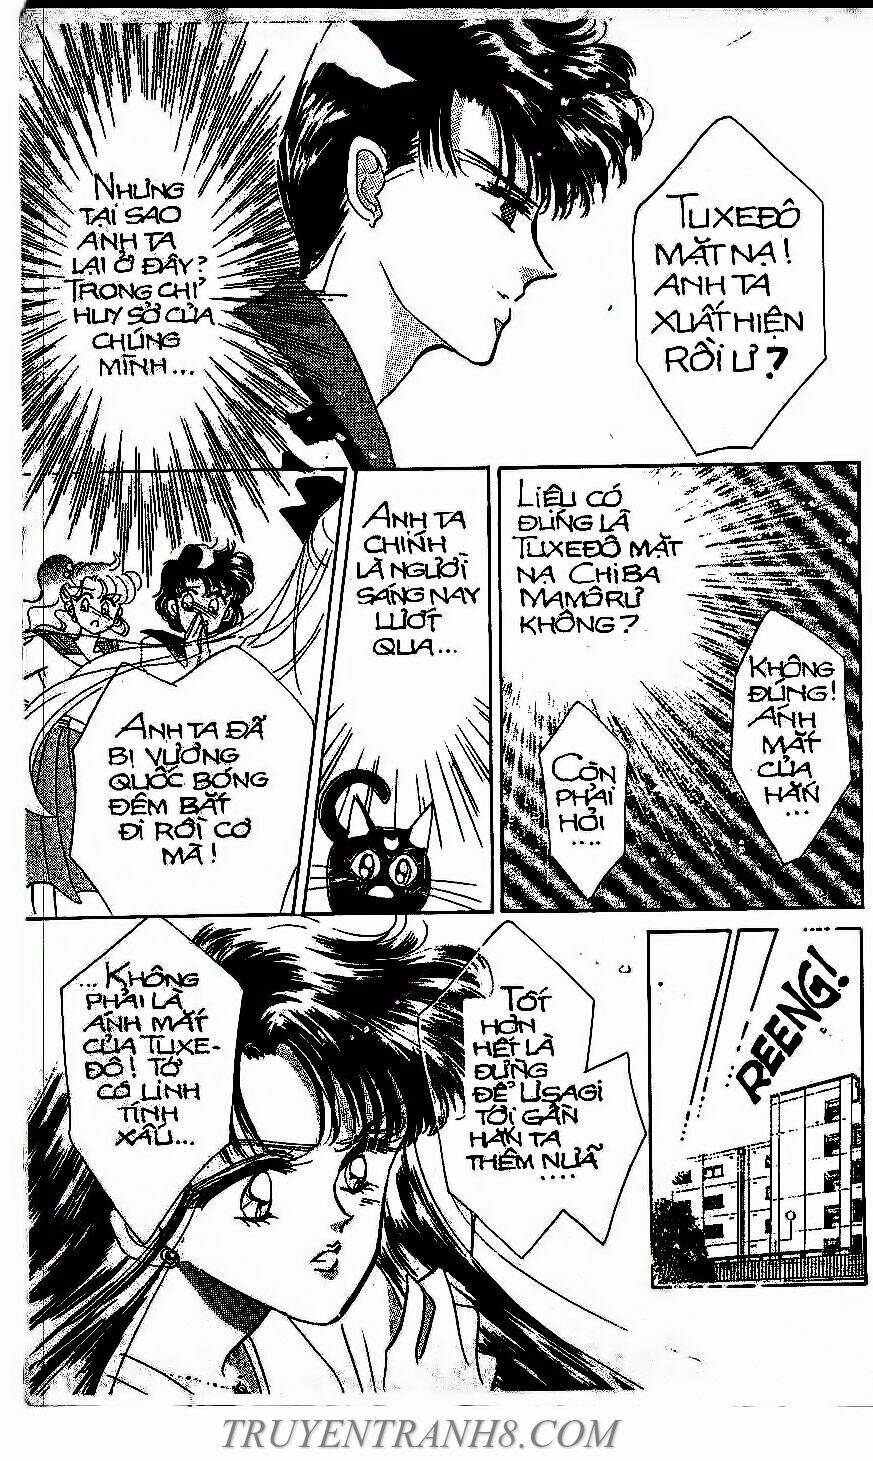 TUXEĐÔ
MẶT NẠ!
ANH TA
XUẤT HIỆN
RỒI Ư?
NHƯNG
TẠI SAO
ANH TA
LẠI Ở ĐÂY?
TRONG CHỈ
HUY SỞ CỦA
CHÚNG
MÌNH...
LIỆU CÓ
ĐÚNG LÀ
TUXEĐÔ MẶT
NẠ CHIBA
MAMÔRƯ
KHÔNG?
KHÔNG
ĐÚNG!
ÁNH
MẮT
CỦA
HẮN
...
CÒN
PHẢI
HỎI
....
ANH TA
CHÍNH
LÀ NGƯỜI
SÁNG NAY
LƯỚT
QUA...
ANH TA ĐÃ
BỊ VƯƠNG
QUỐC BÓNG
ĐÊM BẮT
ĐI RỒI CƠ
MÀ!
REENG!
TỐT
HƠN
HẾT LÀ
ĐỪNG
ĐỂ USAGI
TỚI GẦN
HẮN TA
THÊM NỮA
....
... KHÔNG
PHẢI LÀ
ÁNH MẮT
CỦA TUXE-
ĐÔ! TỚ
CÓ LINH
TÍNH
XẤU...
TRUYENTRANH8.COM